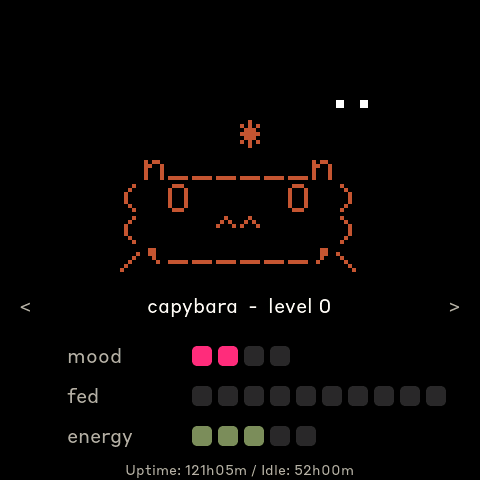 < capybara - level 0 >
mood
fed
energy
Uptime: 121h05m / Idle: 52h00m